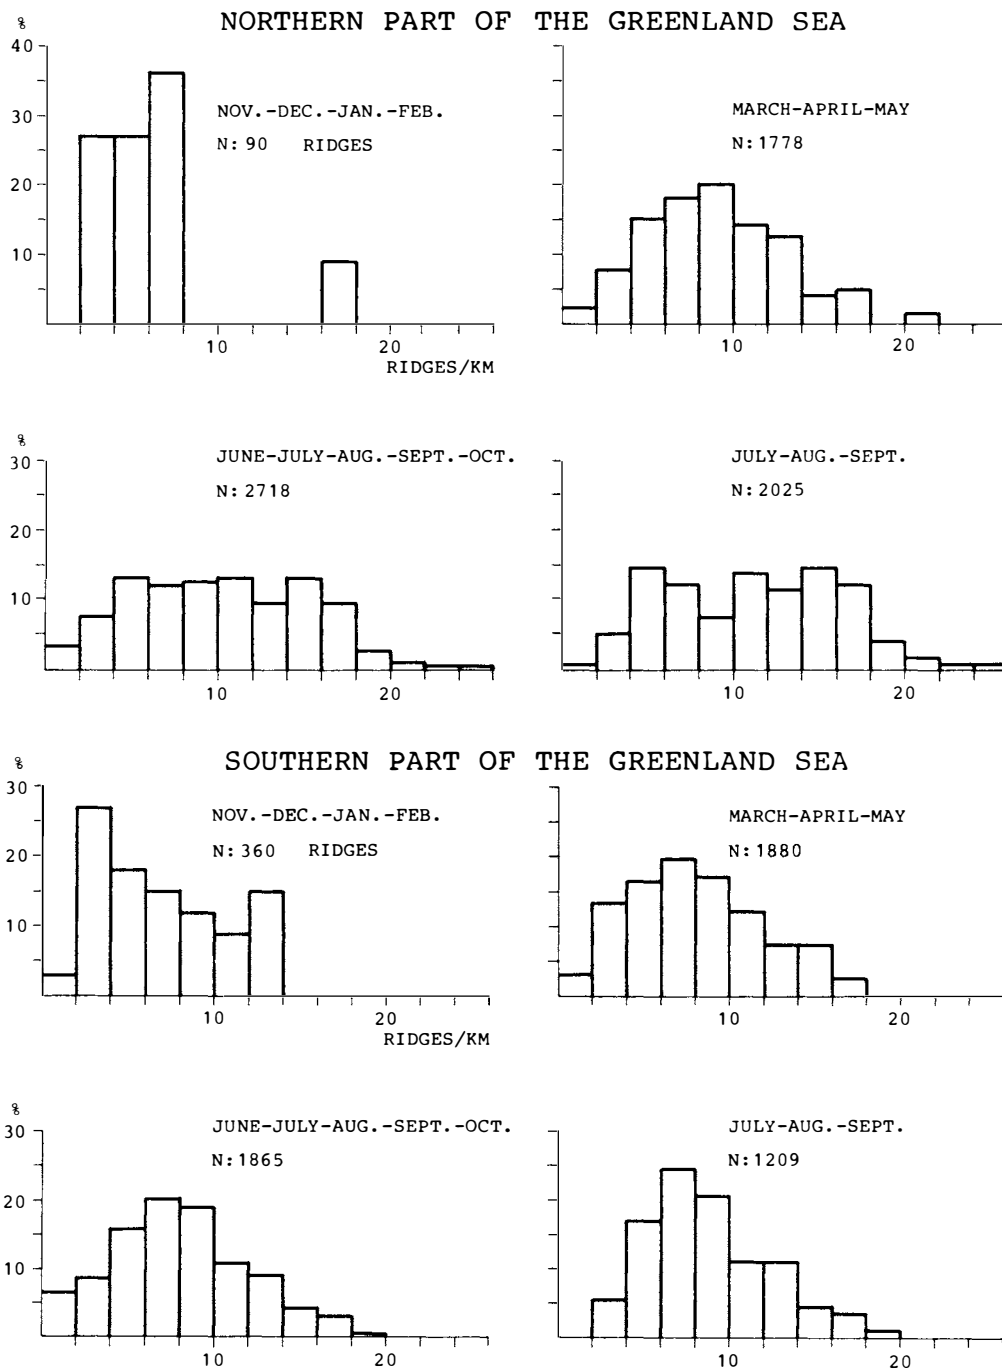 NORTHERN PART OF THE GREENLAND SEA
%
40
30
20
10
NOV.-DEC.-JAN.-FEB.
N:90 RIDGES
10 20
RIDGES/KM
MARCH-APRIL-MAY
N:1778
10 20
%
30
20
10
JUNE-JULY-AUG.-SEPT.-OCT.
N:2718
10 20
JULY-AUG.-SEPT.
N:2025
10 20
SOUTHERN PART OF THE GREENLAND SEA
%
30
20
10
NOV.-DEC.-JAN.-FEB.
N:360 RIDGES
10 20
RIDGES/KM
MARCH-APRIL-MAY
N:1880
10 20
%
30
20
10
JUNE-JULY-AUG.-SEPT.-OCT.
N:1865
10 20
JULY-AUG.-SEPT.
N:1209
10 20